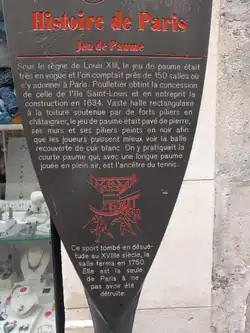 Histoire de Paris
Jeu de Paume
Sous le règne de Louis XIII, le jeu de paume était
très en vogue et l'on comptait près de 150 salles où
s'y adonner à Paris. Poulletier obtint la concession
de celle de l'Ile Saint-Louis et en entreprit la
construction en 1634. Vaste halle rectangulaire
à la toiture soutenue par de forts piliers en
châtaignier, le jeu de paume était pavé de pierre,
ses murs et ses piliers peints en noir afin
que les joueurs puissent mieux voir la balle
recouverte de cuir blanc. On y pratiquait la
courte paume qui, avec une longue paume
jouée en plein air, est l'ancêtre du tennis.
Ce sport tombé en désué-
tude au XVIIIe siècle, la
salle ferma en 1750.
Elle est la seule
de Paris à ne
pas avoir été
détruite.